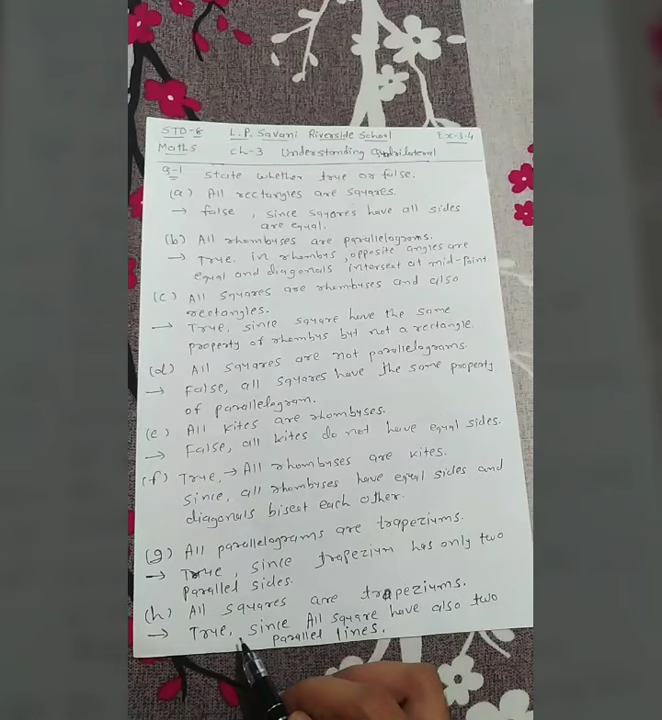 STD-8 L.P. Savani Riverside School Ex-3.4
Maths ch-3 Understanding Quadrilateral
Q-1 State whether true or false.
(a) All rectangles are squares.
→ false, since squares have all sides
are equal.
(b) All rhombuses are parallelograms.
→ True, in rhombus, opposite angles are
equal and diagonals intersect at mid-point.
(c) All squares are rhombuses and also
rectangles.
→ True, since square have the same
property of rhombus but not a rectangle.
(d) All squares are not parallelograms.
→ False, all squares have the same property
of parallelogram.
(e) All kites are rhombuses.
→ False, all kites do not have equal sides.
(f) True, → All rhombuses are kites.
Since, all rhombuses have equal sides and
diagonals bisect each other.
(g) All parallelograms are trapeziums.
→ True, since trapezium has only two
parallel sides.
(h) All squares are trapeziums.
→ True, since All square have also two
parallel lines.